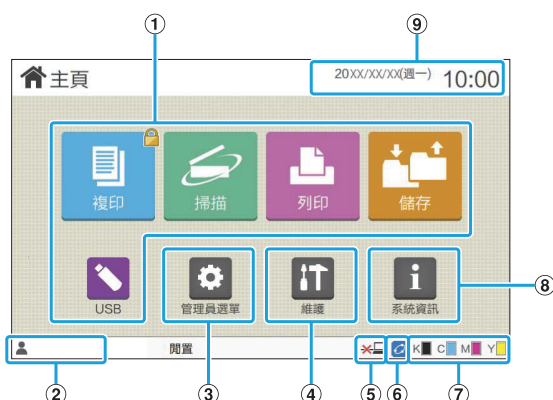 ① ⑨
主頁 20XX/XX/XX(週一) 10:00
複印 掃描 列印 儲存
USB 管理員選單 維護 系統資訊 ⑧
閒置 K C M Y
② ③ ④ ⑤ ⑥ ⑦